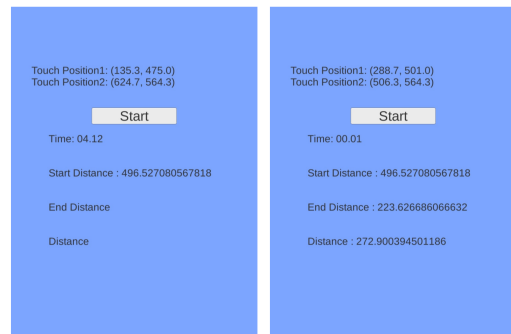 Touch Position1: (135.3, 475.0)
Touch Position2: (624.7, 564.3)
Start
Time: 04.12
Start Distance : 496.527080567818
End Distance
Distance
Touch Position1: (288.7, 501.0)
Touch Position2: (506.3, 564.3)
Start
Time: 00.01
Start Distance : 496.527080567818
End Distance : 223.626686066632
Distance : 272.900394501186